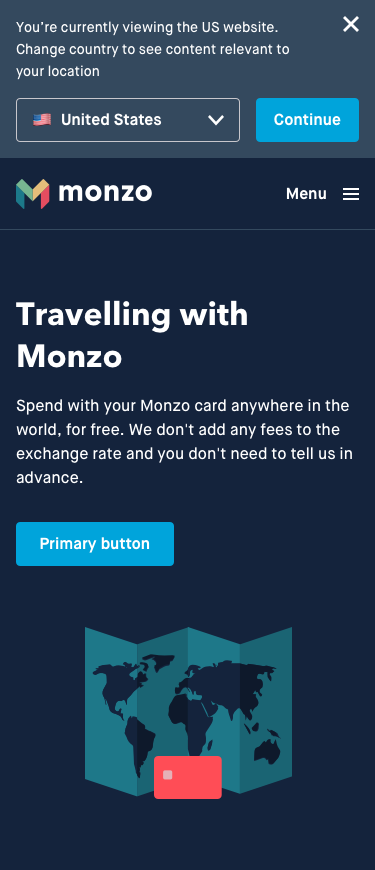 You're currently viewing the US website.
Change country to see content relevant to
your location
United States
Continue
monzo
Menu
Travelling with
Monzo
Spend with your Monzo card anywhere in the
world, for free. We don't add any fees to the
exchange rate and you don't need to tell us in
advance.
Primary button